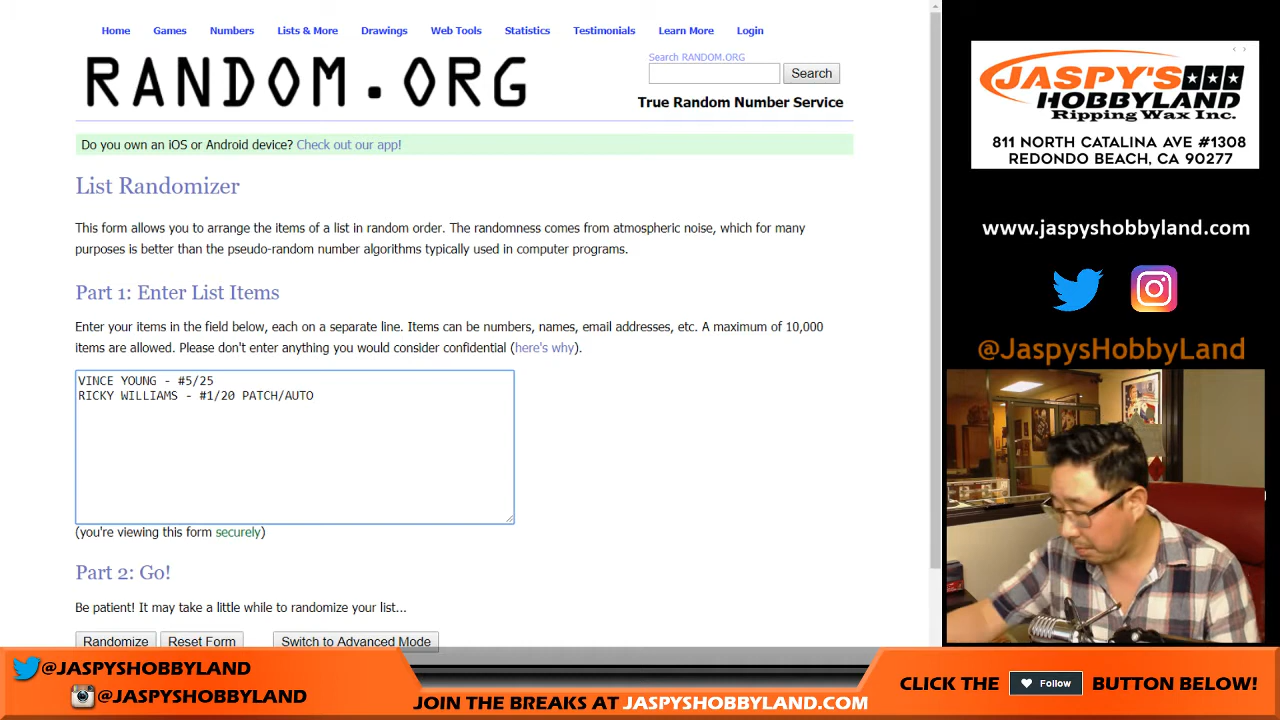 Home Games Numbers Lists & More Drawings Web Tools Statistics Testimonials Learn More Login
RANDOM.ORG
Search RANDOM.ORG
Search
True Random Number Service
Do you own an iOS or Android device? Check out our app!
List Randomizer
This form allows you to arrange the items of a list in random order. The randomness comes from atmospheric noise, which for many
purposes is better than the pseudo-random number algorithms typically used in computer programs.
Part 1: Enter List Items
Enter your items in the field below, each on a separate line. Items can be numbers, names, email addresses, etc. A maximum of 10,000
items are allowed. Please don't enter anything you would consider confidential (here's why).
VINCE YOUNG - #5/25
RICKY WILLIAMS - #1/20 PATCH/AUTO
(you're viewing this form securely)
Part 2: Go!
Be patient! It may take a little while to randomize your list...
Randomize Reset Form Switch to Advanced Mode
JASPY'S
HOBBYLAND
Ripping Wax Inc.
811 NORTH CATALINA AVE #1308
REDONDO BEACH, CA 90277
www.jaspyshobbyland.com
@JaspysHobbyLand
@JASPYSHOBBYLAND
@JASPYSHOBBYLAND
JOIN THE BREAKS AT JASPYSHOBBYLAND.COM
CLICK THE Follow BUTTON BELOW!